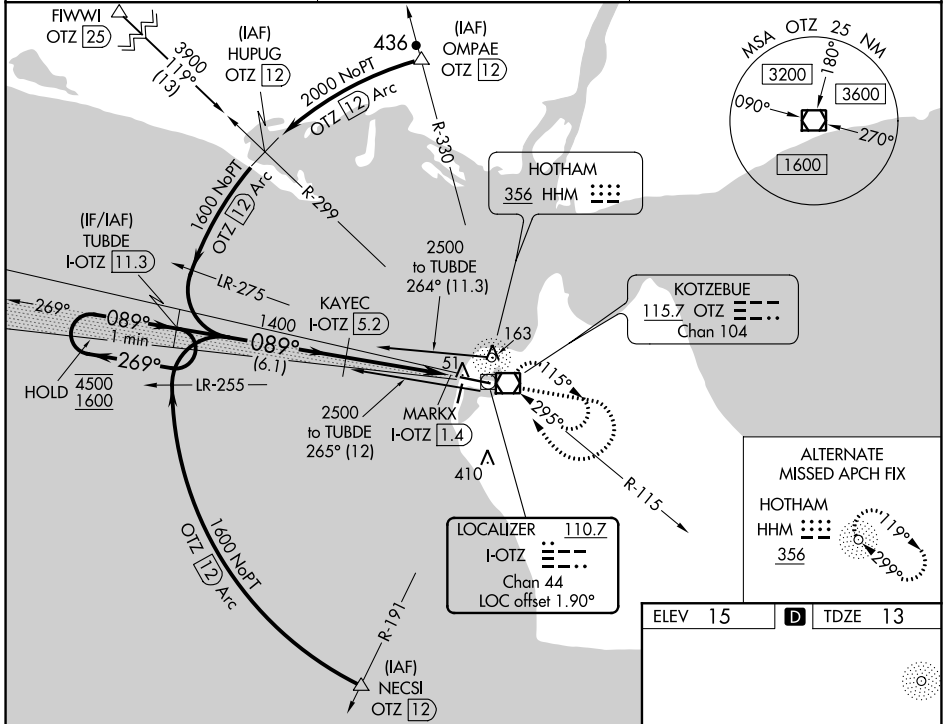 FIWWI
OTZ 25
3900
119°
(13)
(IAF)
HUPUG
OTZ 12
436
(IAF)
OMPAE
OTZ 12
2000 NoPT
OTZ 12 Arc
R-330
R-299
1600 NoPT
OTZ 12 Arc
MSA OTZ 25 NM
3200
180°
3600
090°
270°
1600
HOTHAM
356 HHM
(IF/IAF)
TUBDE
I-OTZ 11.3
LR-275
2500
to TUBDE
264° (11.3)
KAYEC
I-OTZ 5.2
KOTZEBUE
115.7 OTZ
Chan 104
269°
089°
1 min
269°
1400
089°
(6.1)
163
51
HOLD 4500
1600
LR-255
115°
295°
2500
to TUBDE
265° (12)
MARKX
I-OTZ 1.4
410
R-115
ALTERNATE
MISSED APCH FIX
HOTHAM
HHM
356
119°
299°
LOCALIZER 110.7
I-OTZ
Chan 44
LOC offset 1.90°
1600 NoPT
OTZ 12 Arc
R-191
(IAF)
NECSI
OTZ 12
ELEV 15 D TDZE 13